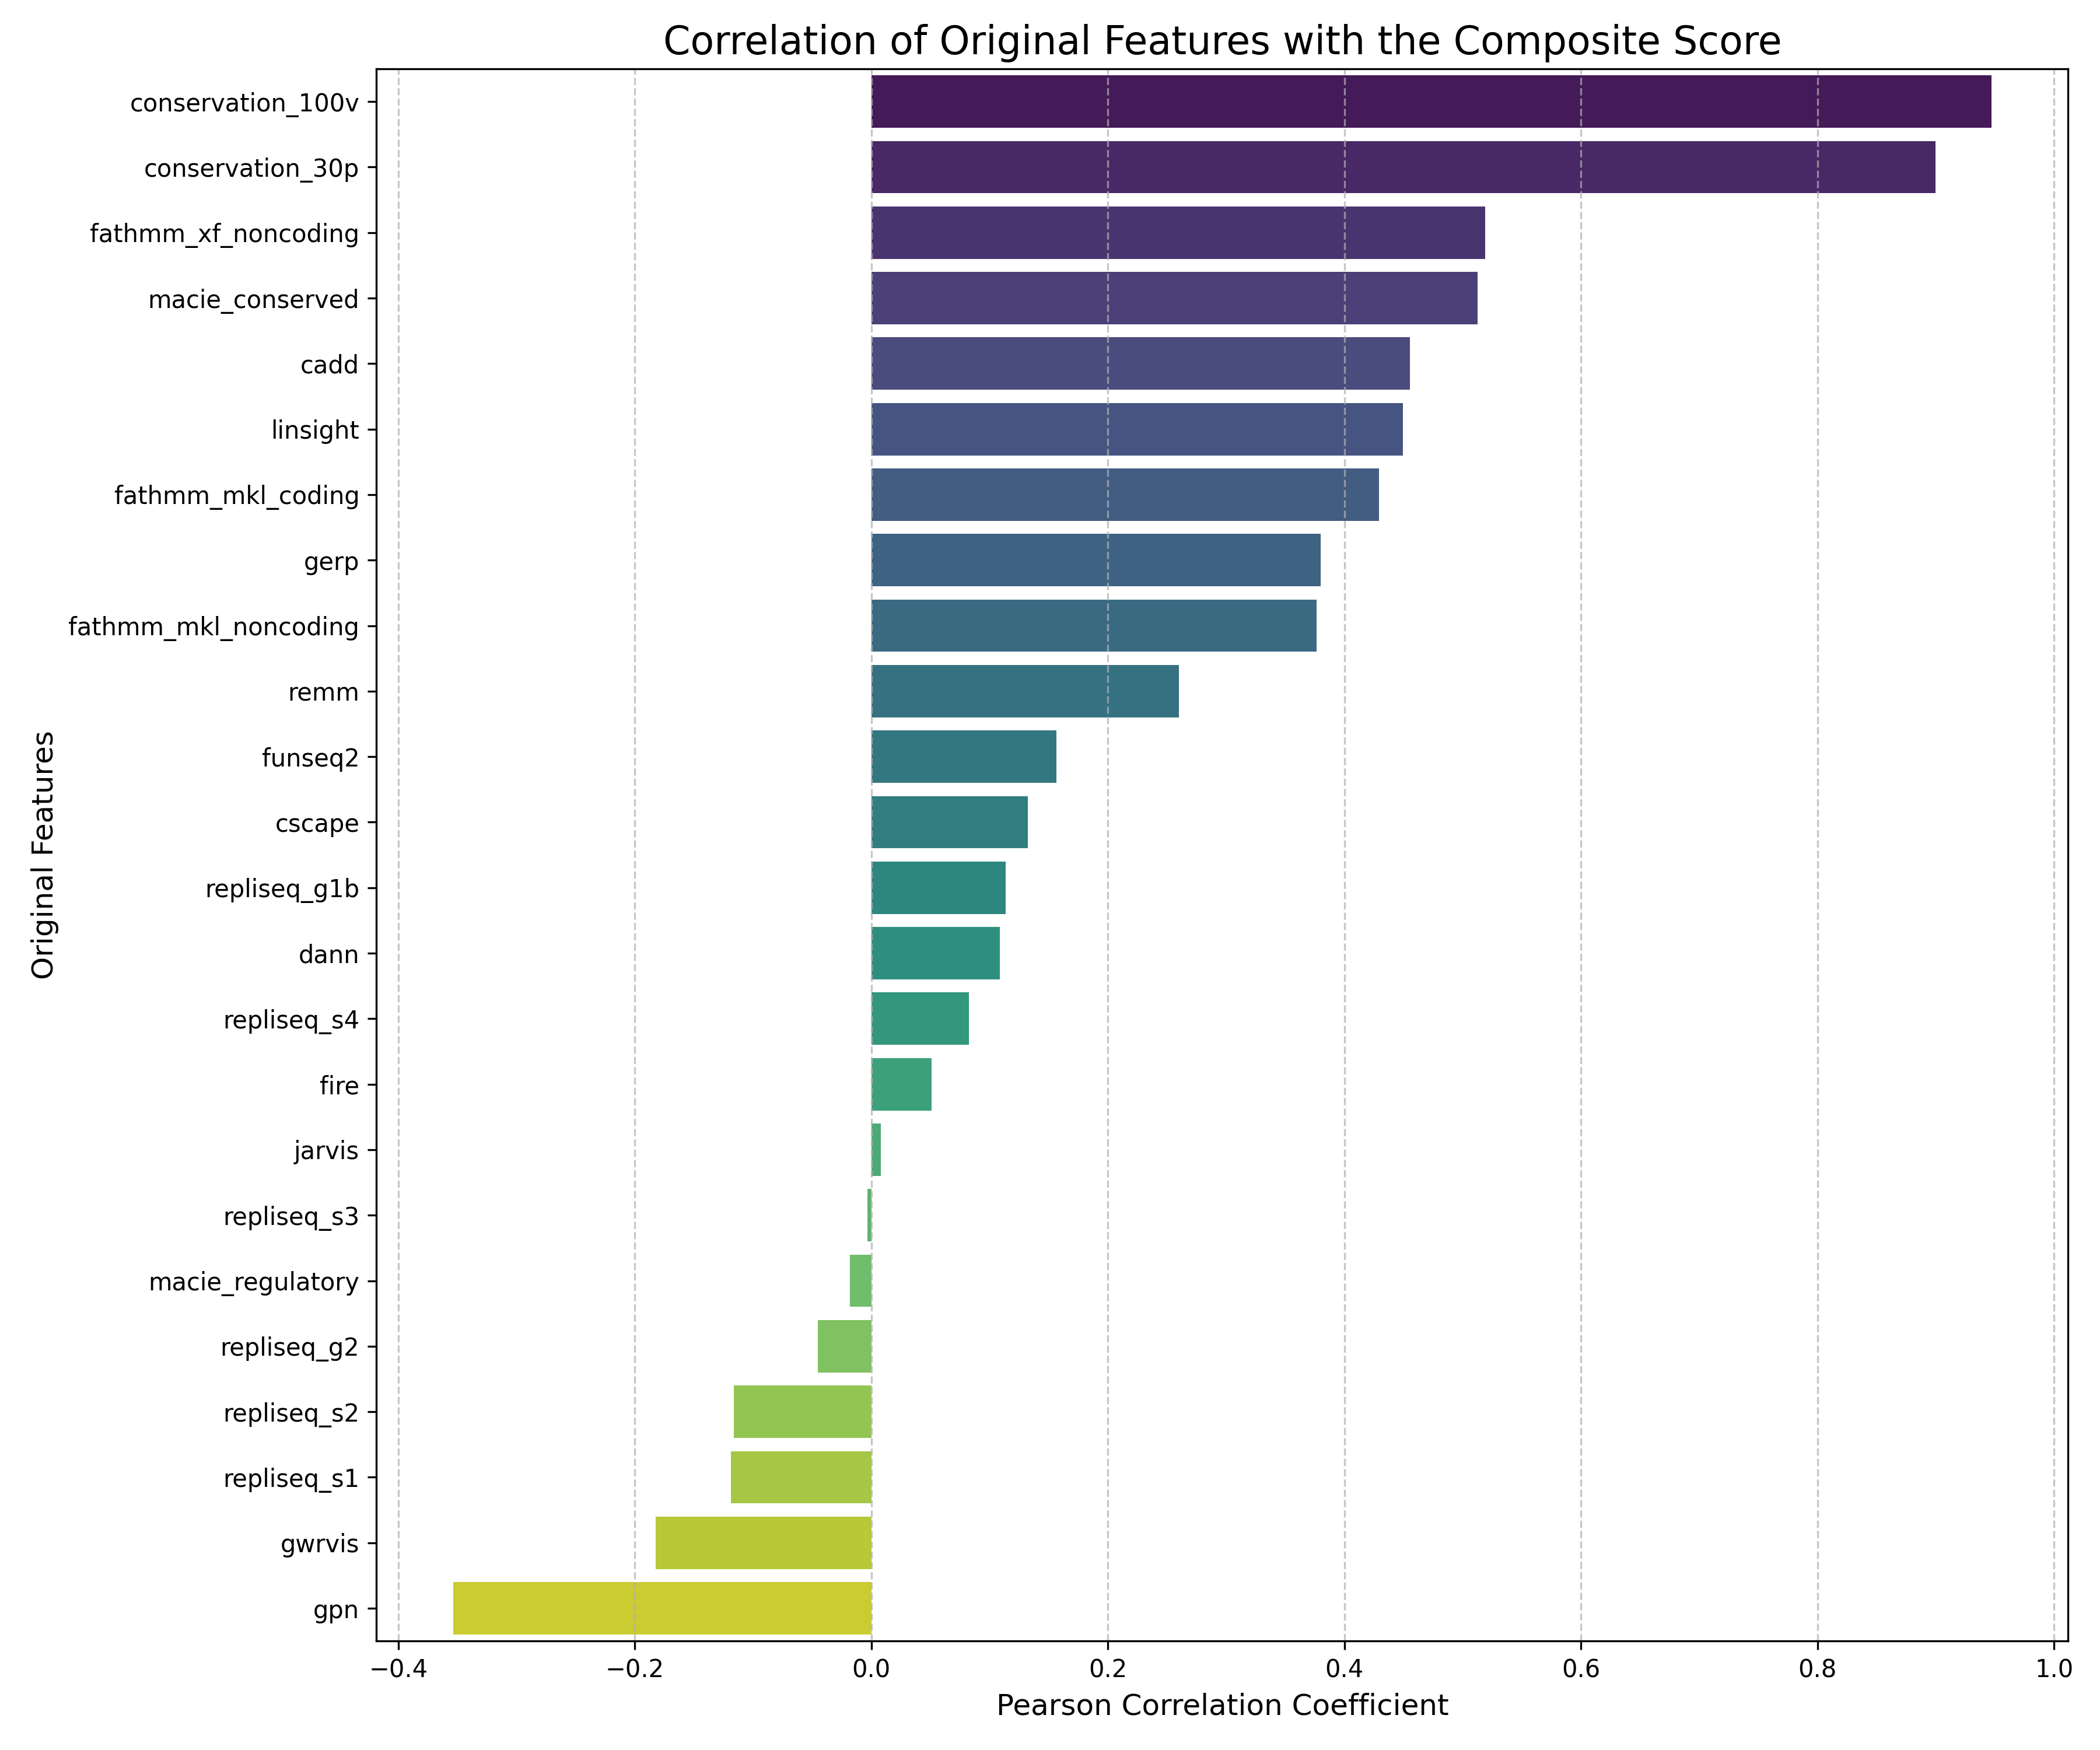 Correlation of Original Features with the Composite Score
conservation_100v
conservation_30p
fathmm_xf_noncoding
macie_conserved
cadd
linsight
fathmm_mkl_coding
gerp
fathmm_mkl_noncoding
remm
funseq2
cscape
repliseq_g1b
dann
repliseq_s4
fire
jarvis
repliseq_s3
macie_regulatory
repliseq_g2
repliseq_s2
repliseq_s1
gwrvis
gpn
Original Features
−0.4 −0.2 0.0 0.2 0.4 0.6 0.8 1.0
Pearson Correlation Coefficient